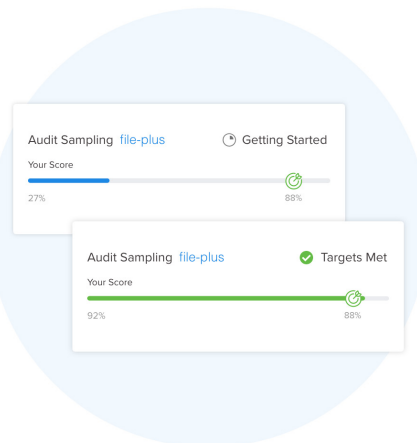 Audit Sampling file-plus Getting Started
Your Score
27% 88%
Audit Sampling file-plus Targets Met
Your Score
92% 88%